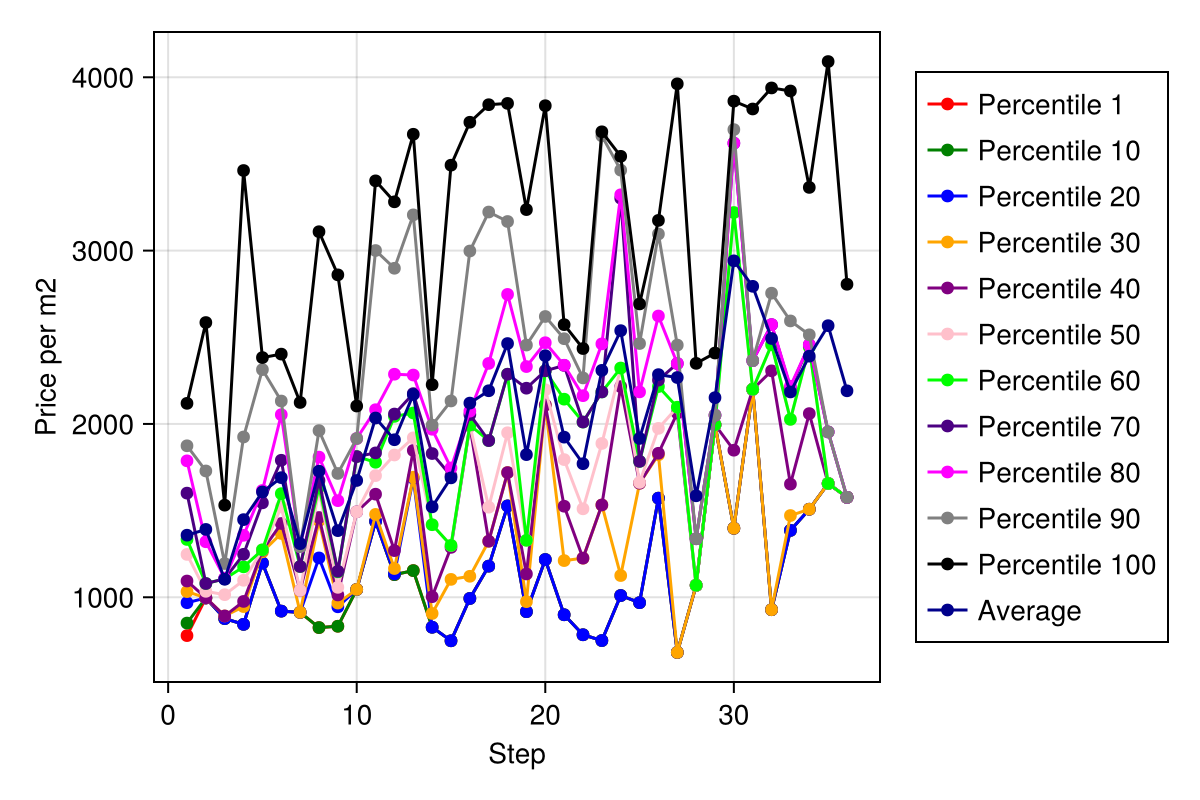 4000
3000
2000
1000
Price per m2
0 10 20 30
Step
Percentile 1
Percentile 10
Percentile 20
Percentile 30
Percentile 40
Percentile 50
Percentile 60
Percentile 70
Percentile 80
Percentile 90
Percentile 100
Average